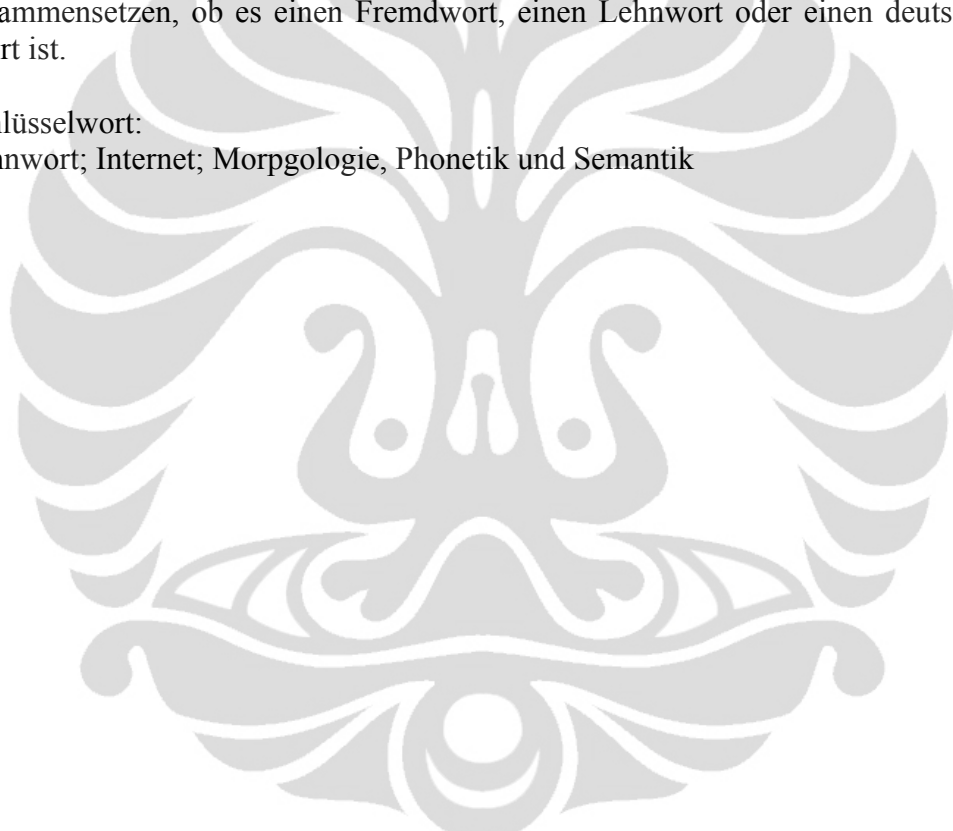 ammensetzen, ob es einen Fremdwort, einen Lehnwort oder einen deuts
rt ist.
lüsselwort:
nwort; Internet; Morpgologie, Phonetik und Semantik